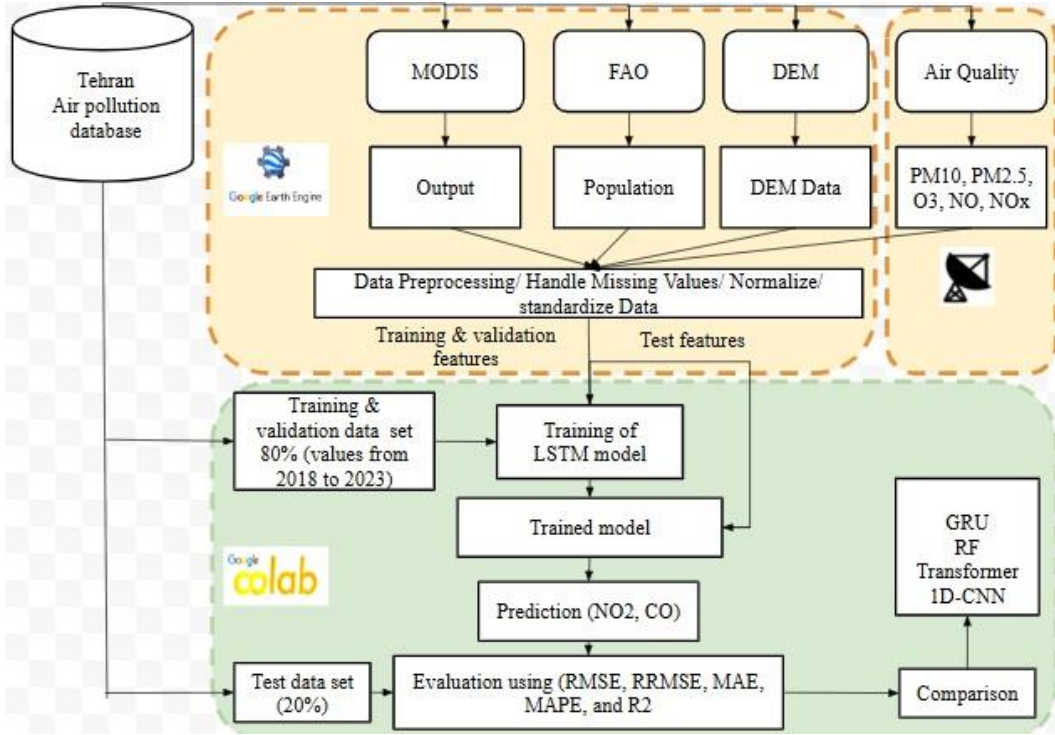 Tehran
Air pollution
database
MODIS
FAO
DEM
Air Quality
Google Earth Engine
Output
Population
DEM Data
PM10, PM2.5,
O3, NO, NOx
Data Preprocessing/ Handle Missing Values/ Normalize/
standardize Data
Training & validation
features
Test features
Training &
validation data set
80% (values from
2018 to 2023)
Training of
LSTM model
Trained model
GRU
RF
Transformer
1D-CNN
Google
colab
Prediction (NO2, CO)
Test data set
(20%)
Evaluation using (RMSE, RRMSE, MAE,
MAPE, and R2
Comparison